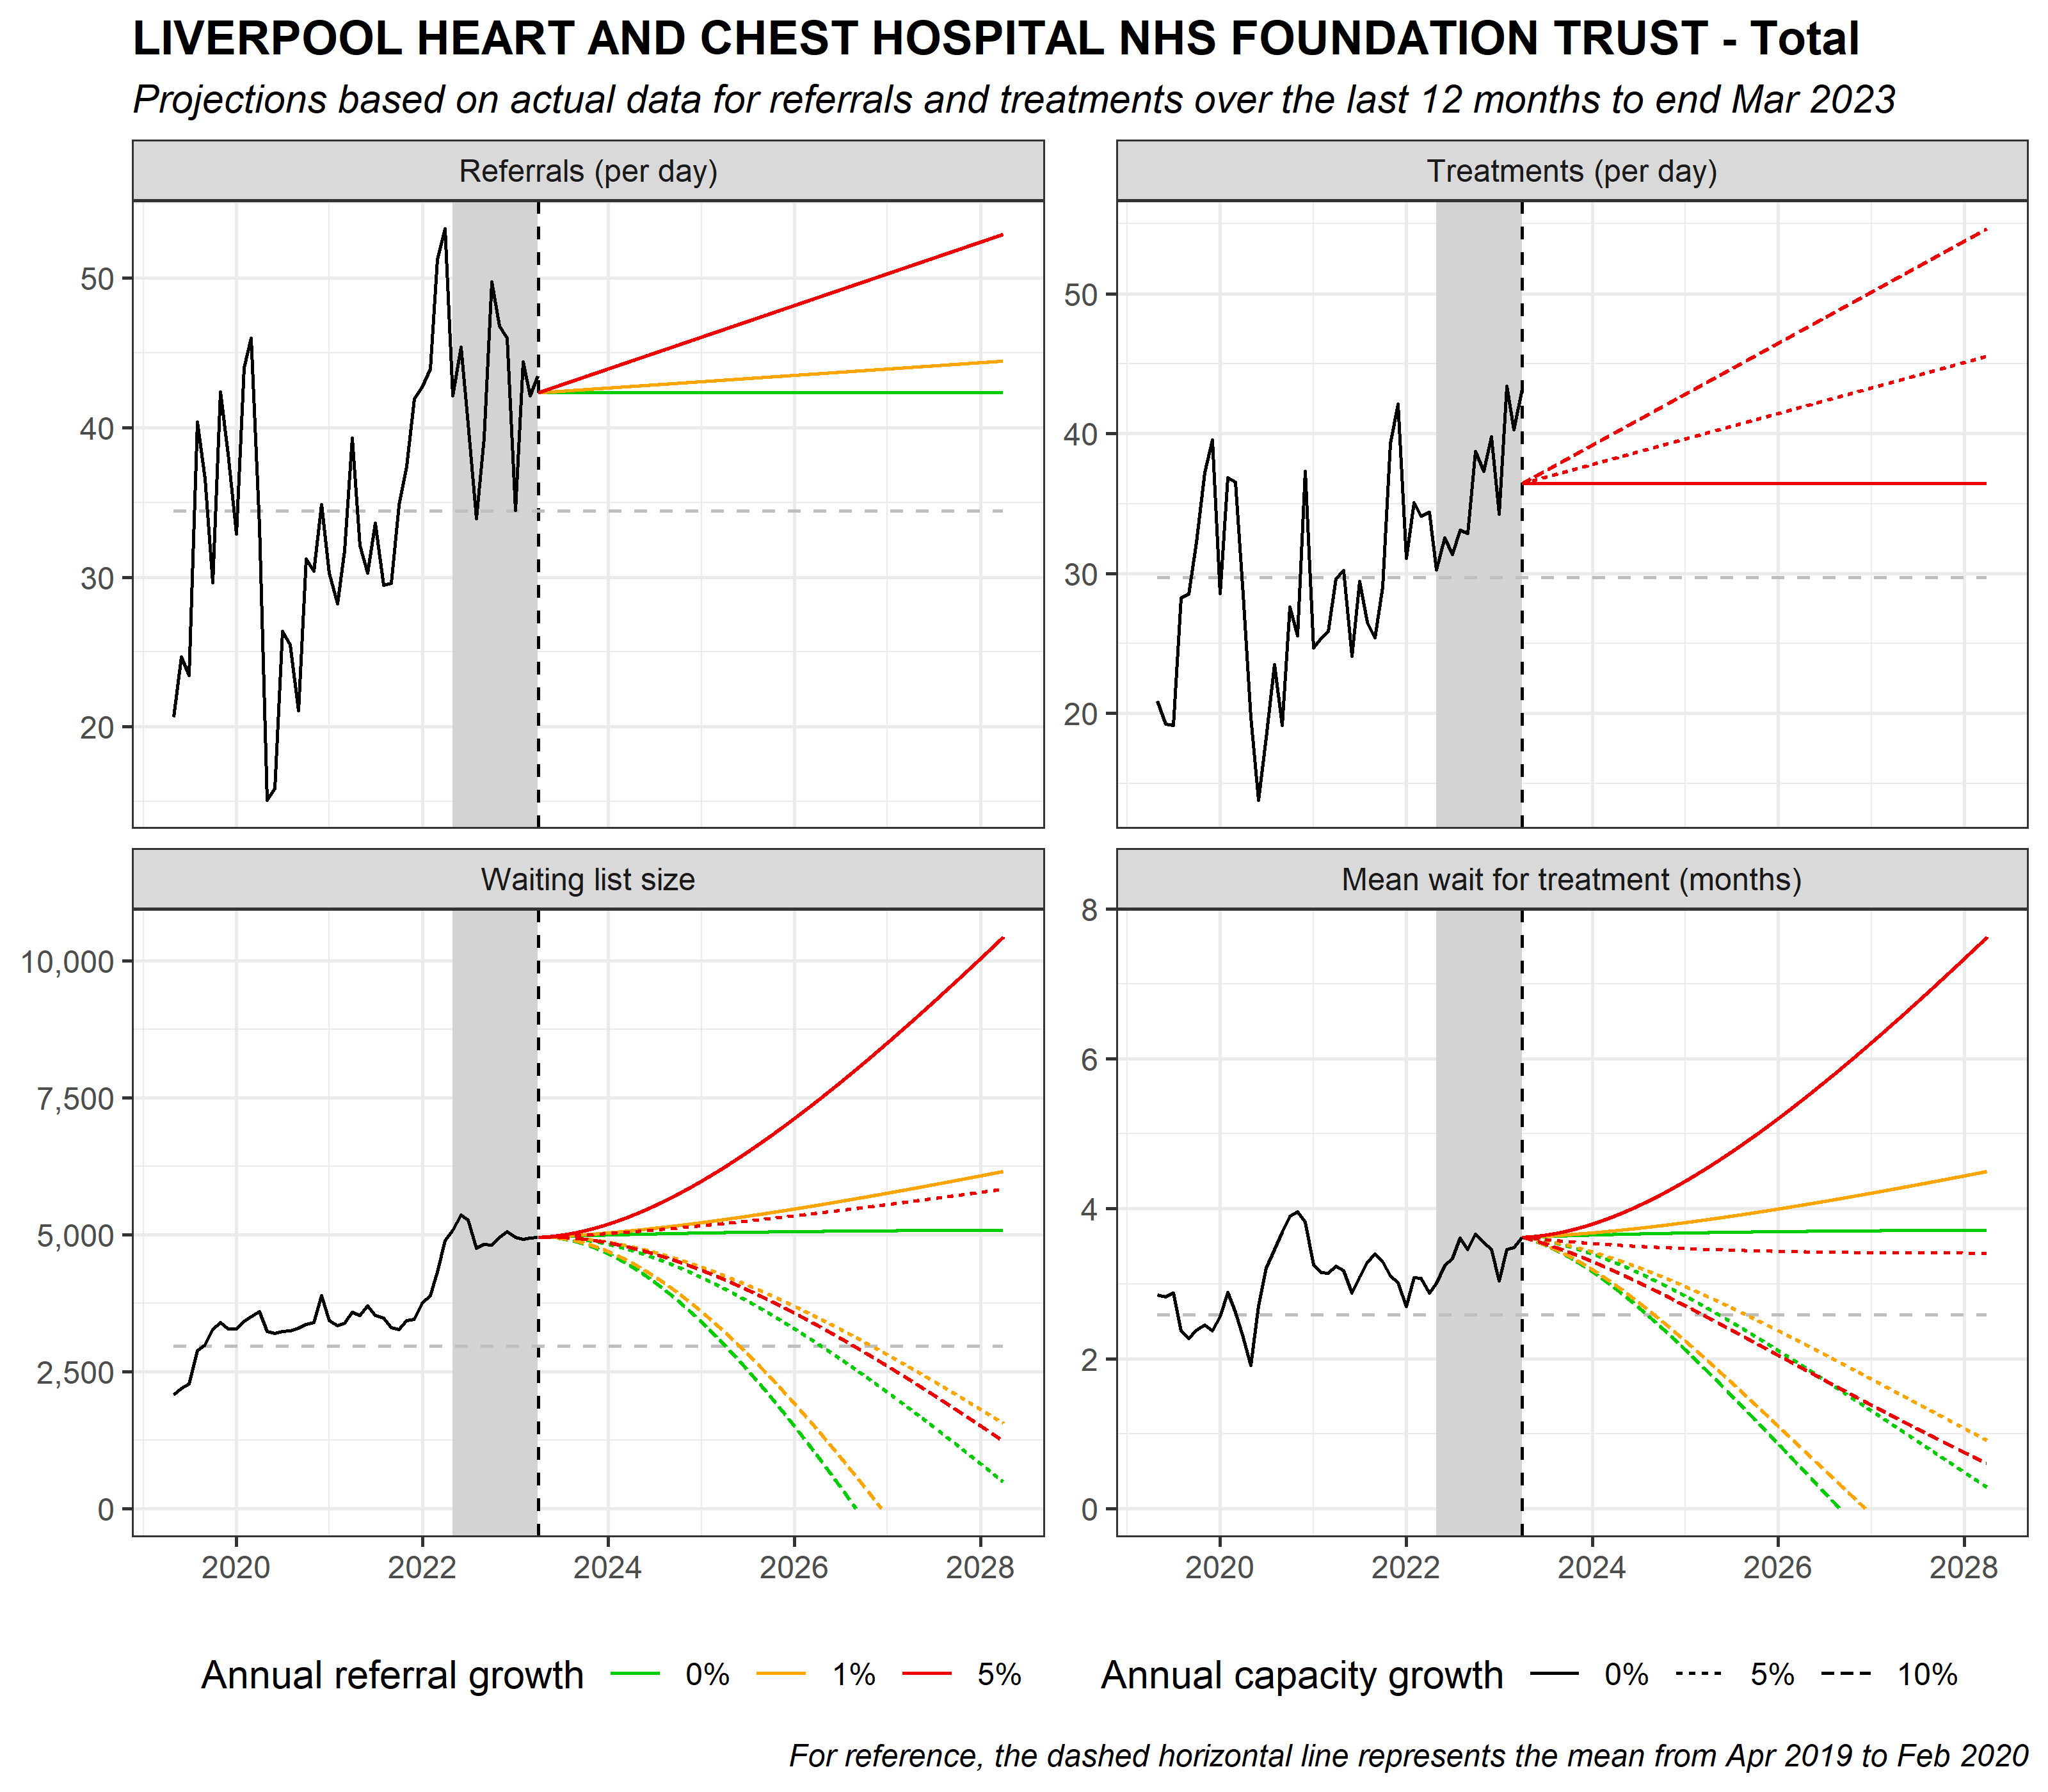 LIVERPOOL HEART AND CHEST HOSPITAL NHS FOUNDATION TRUST - Total
Projections based on actual data for referrals and treatments over the last 12 months to end Mar 2023
Referrals (per day)
50
40
30
20
Treatments (per day)
50
40
30
20
Waiting list size
10,000
7,500
5,000
2,500
0
2020 2022 2024 2026 2028
Mean wait for treatment (months)
8
6
4
2
0
2020 2022 2024 2026 2028
Annual referral growth 0% 1% 5%
Annual capacity growth 0% 5% 10%
For reference, the dashed horizontal line represents the mean from Apr 2019 to Feb 2020